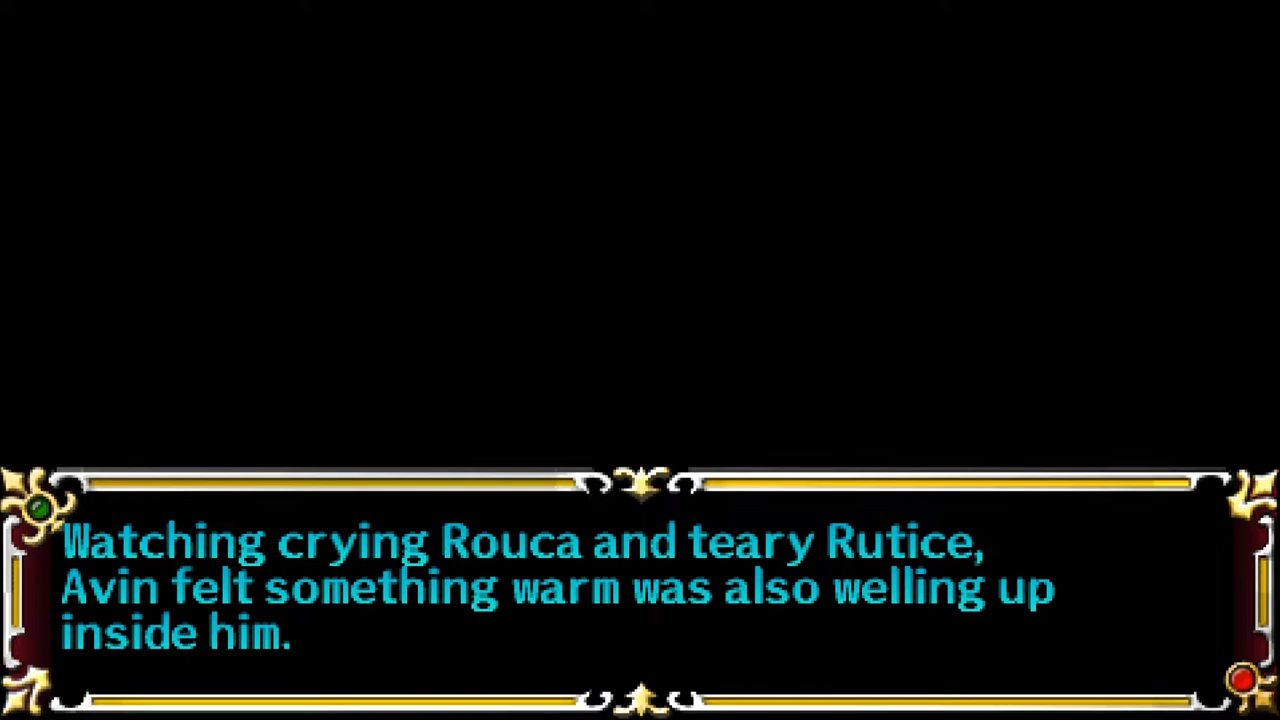 Watching crying Rouca and teary Rutice,
Avin felt something warm was also welling up
inside him.